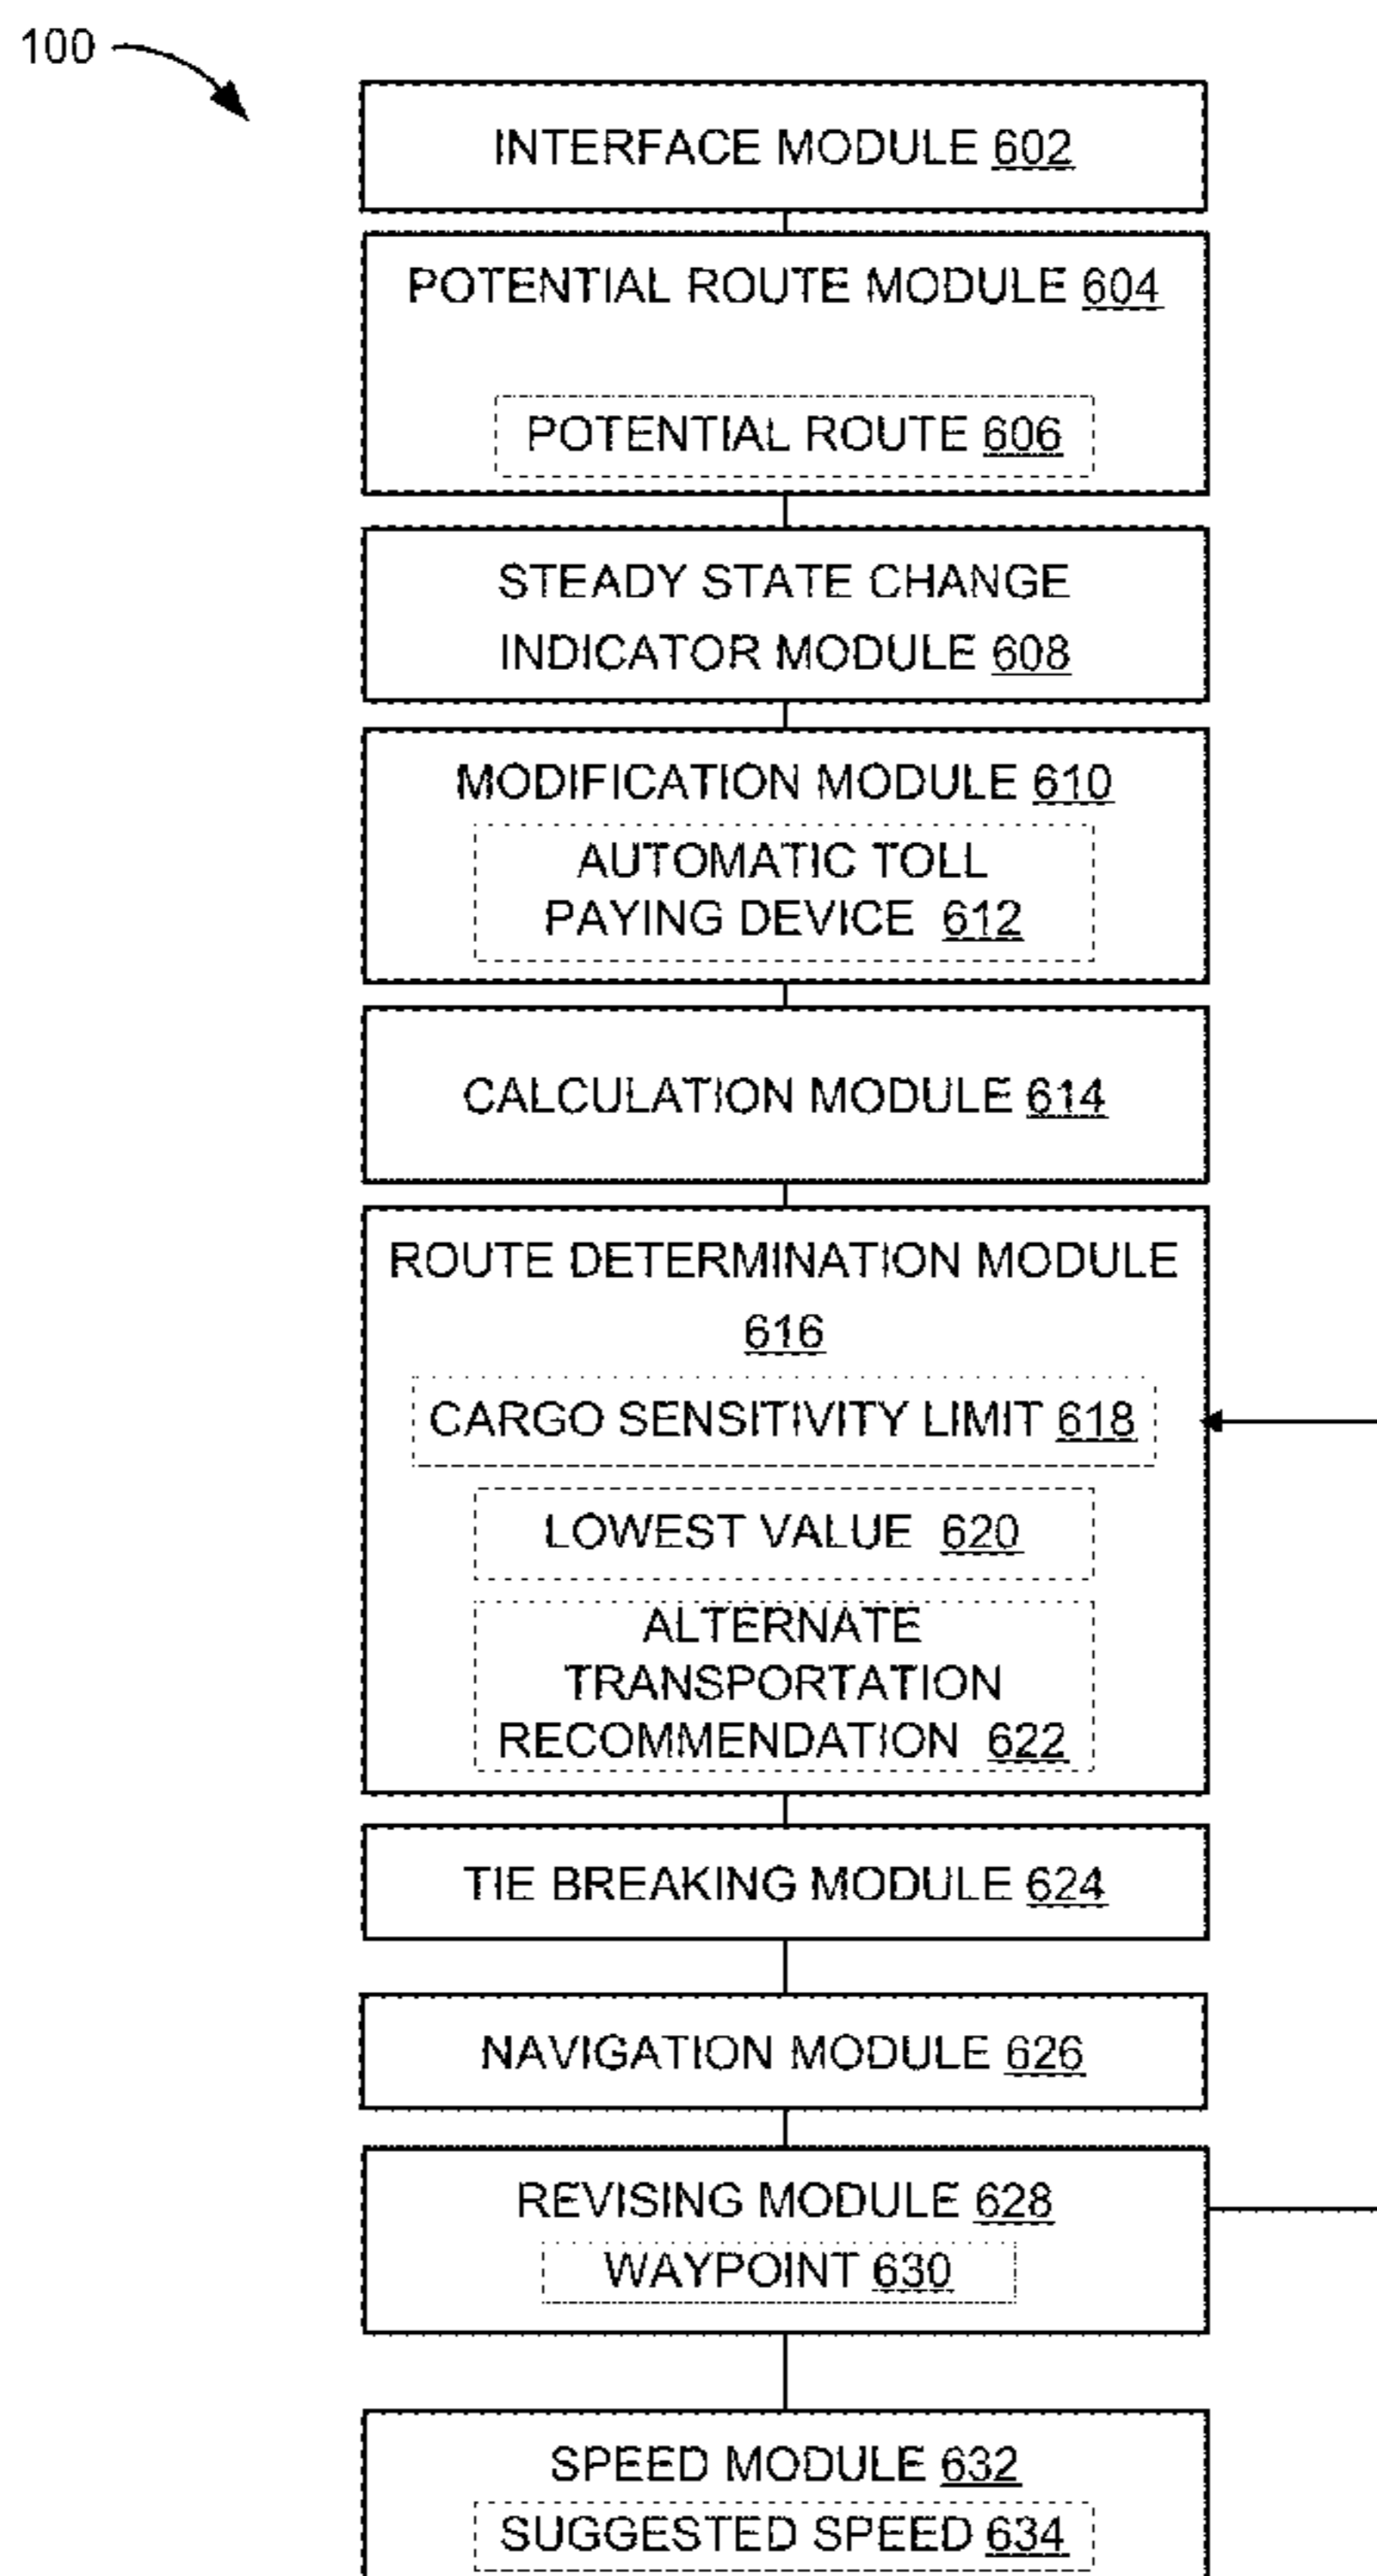 100
INTERFACE MODULE 602
POTENTIAL ROUTE MODULE 604
POTENTIAL ROUTE 606
STEADY STATE CHANGE
INDICATOR MODULE 608
MODIFICATION MODULE 610
AUTOMATIC TOLL
PAYING DEVICE 612
CALCULATION MODULE 614
ROUTE DETERMINATION MODULE
616
CARGO SENSITIVITY LIMIT 618
LOWEST VALUE 620
ALTERNATE
TRANSPORTATION
RECOMMENDATION 622
TIE BREAKING MODULE 624
NAVIGATION MODULE 626
REVISING MODULE 628
WAYPOINT 630
SPEED MODULE 632
SUGGESTED SPEED 634